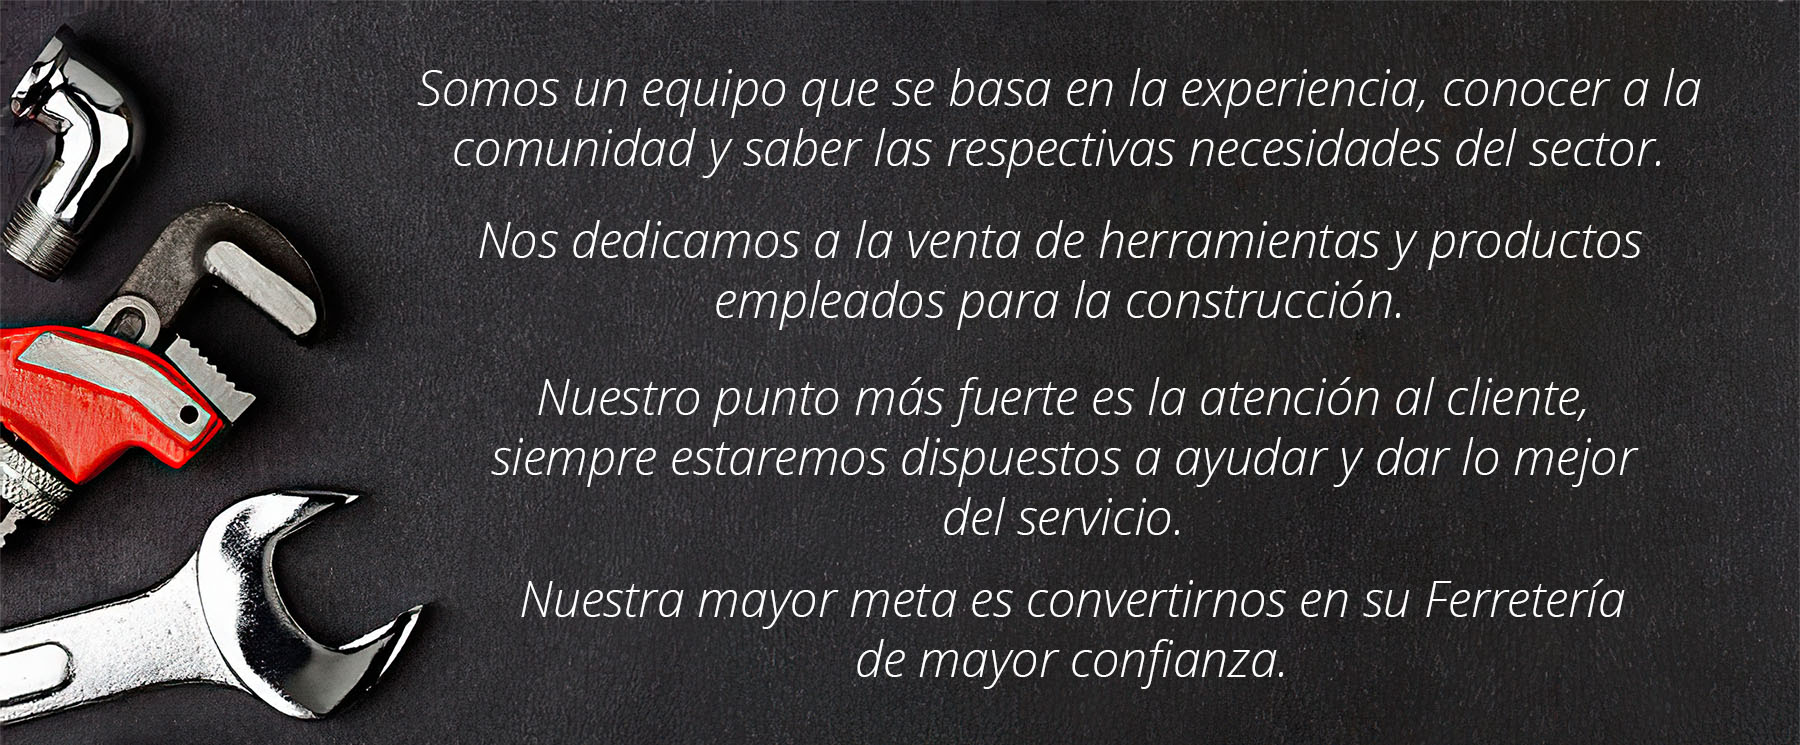 Somos un equipo que se basa en la experiencia, conocer a la
comunidad y saber las respectivas necesidades del sector.
Nos dedicamos a la venta de herramientas y productos
empleados para la construcción.
Nuestro punto más fuerte es la atención al cliente,
siempre estaremos dispuestos a ayudar y dar lo mejor
del servicio.
Nuestra mayor meta es convertirnos en su Ferretería
de mayor confianza.